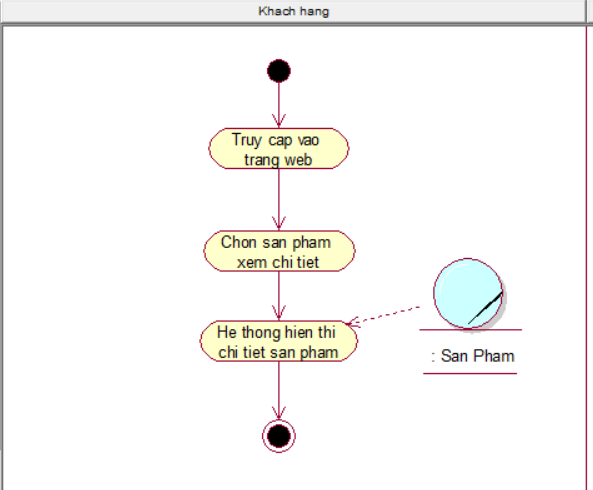 Khach hang
Truy cap vao
trang web
Chon san pham
xem chi tiet
He thong hien thi
chi tiet san pham
: San Pham